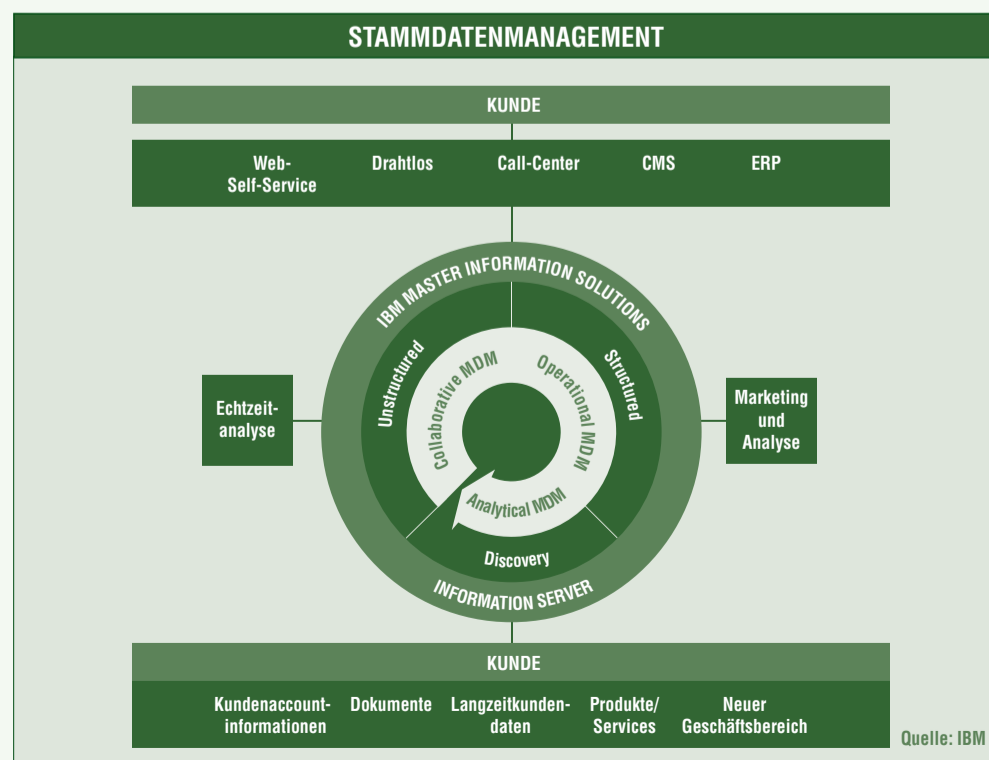 STAMMDATENMANAGEMENT
KUNDE
Web-
Self-Service
Drahtlos
Call-Center
CMS
ERP
IBM MASTER INFORMATION SOLUTIONS
Unstructured
Structured
Collaborative MDM
Operational MDM
Echtzeit-
analyse
Marketing
und
Analyse
Analytical MDM
Discovery
INFORMATION SERVER
KUNDE
Kundenaccount-
informationen
Dokumente
Langzeitkunden-
daten
Produkte/
Services
Neuer
Geschäftsbereich
Quelle: IBM